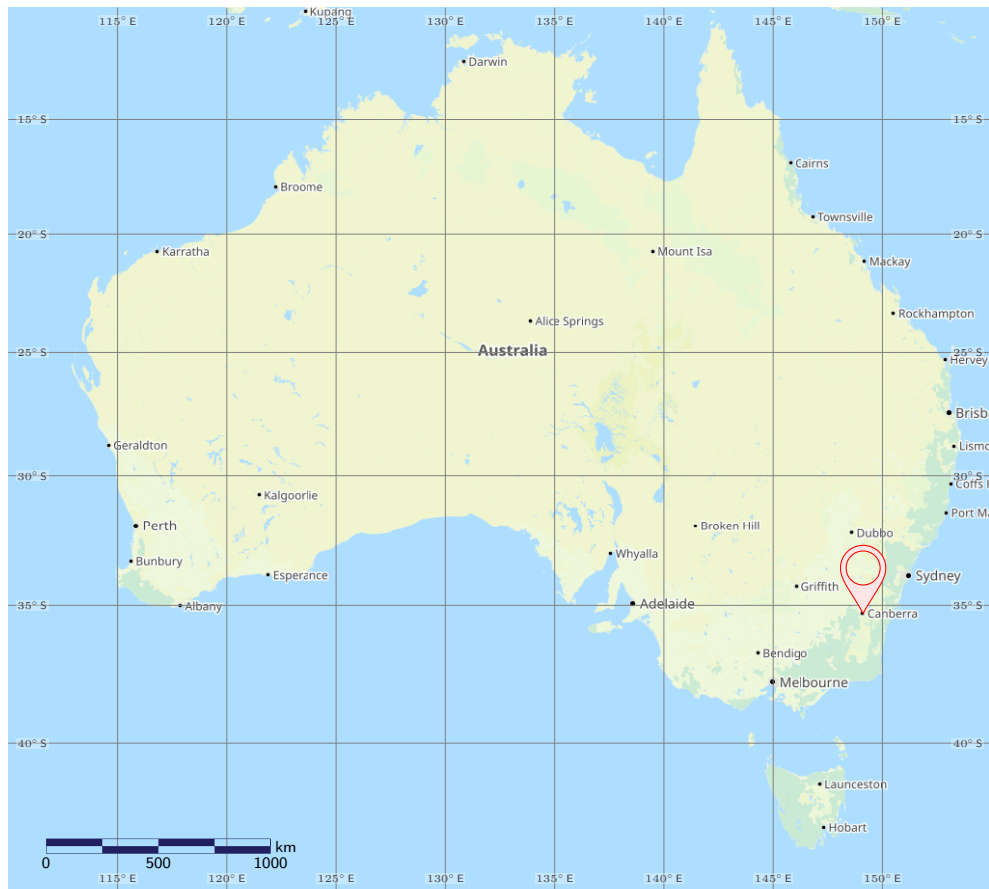 Kupang
115° E 120° E 125° E 130° E 135° E 140° E 145° E 150° E
Darwin
15° S 15° S
Cairns
Broome
Townsville
20° S 20° S
Karratha Mount Isa
Mackay
Rockhampton
Alice Springs
Australia
25° S 25° S
Hervey
Brisba
Geraldton Lismo
30° S 30° S
Coffs H
Kalgoorlie
Port Ma
Perth Broken Hill
Dubbo
Whyalla
Bunbury
Esperance Sydney
Griffith
Albany Adelaide
35° S 35° S
Canberra
Bendigo
Melbourne
40° S 40° S
Launceston
Hobart
km
0 500 1000
115° E 120° E 125° E 130° E 135° E 140° E 145° E 150° E